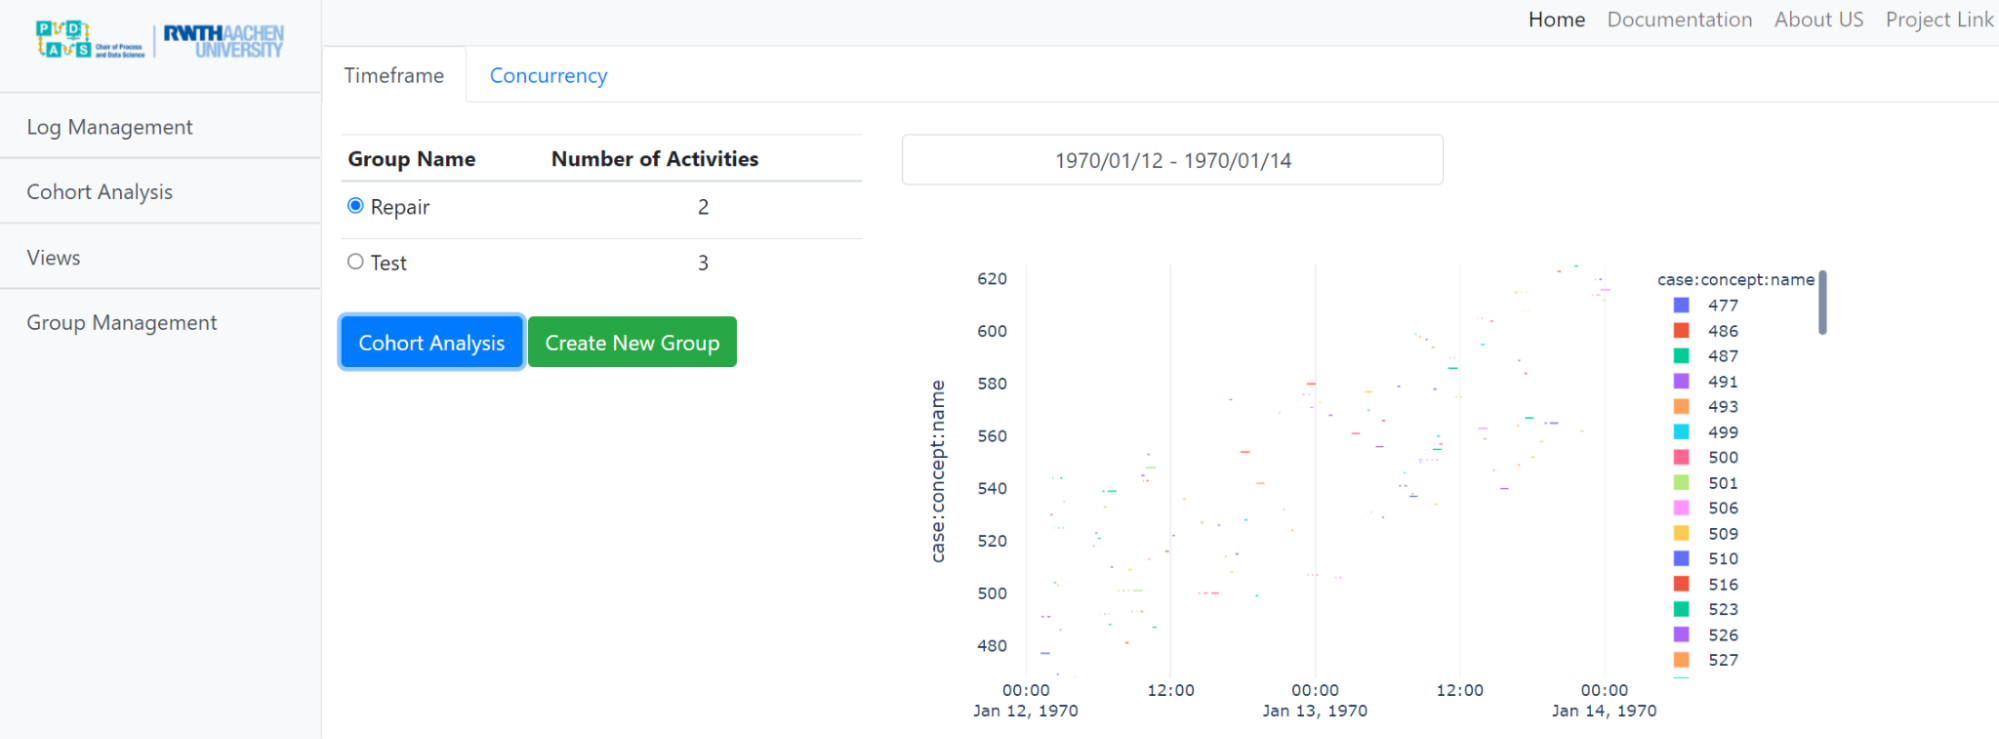 P D
A S
Chair of Process
and Data Science
RWTHAACHEN
UNIVERSITY
Home Documentation About US Project Link
Log Management
Cohort Analysis
Views
Group Management
Timeframe Concurrency
Group Name Number of Activities
Repair 2
Test 3
Cohort Analysis Create New Group
1970/01/12 - 1970/01/14
case:concept:name
620
600
580
560
540
520
500
480
00:00 12:00 00:00 12:00 00:00
Jan 12, 1970 Jan 13, 1970 Jan 14, 1970
case:concept:name
477
486
487
491
493
499
500
501
506
509
510
516
523
526
527